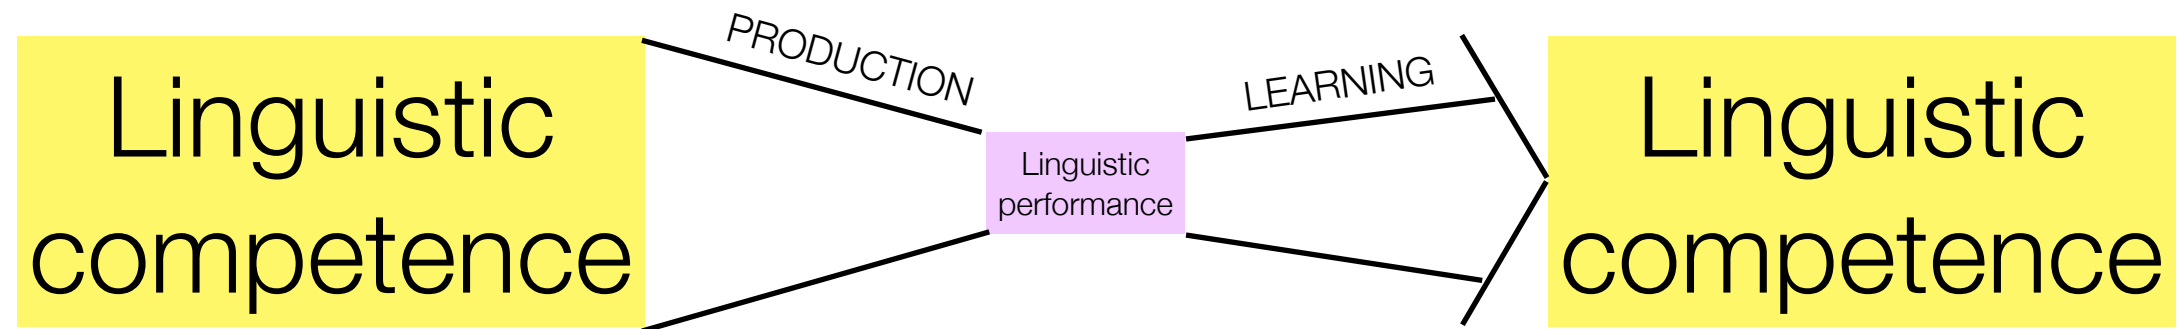 PRODUCTION
LEARNING
Linguistic
competence
Linguistic
performance
Linguistic
competence